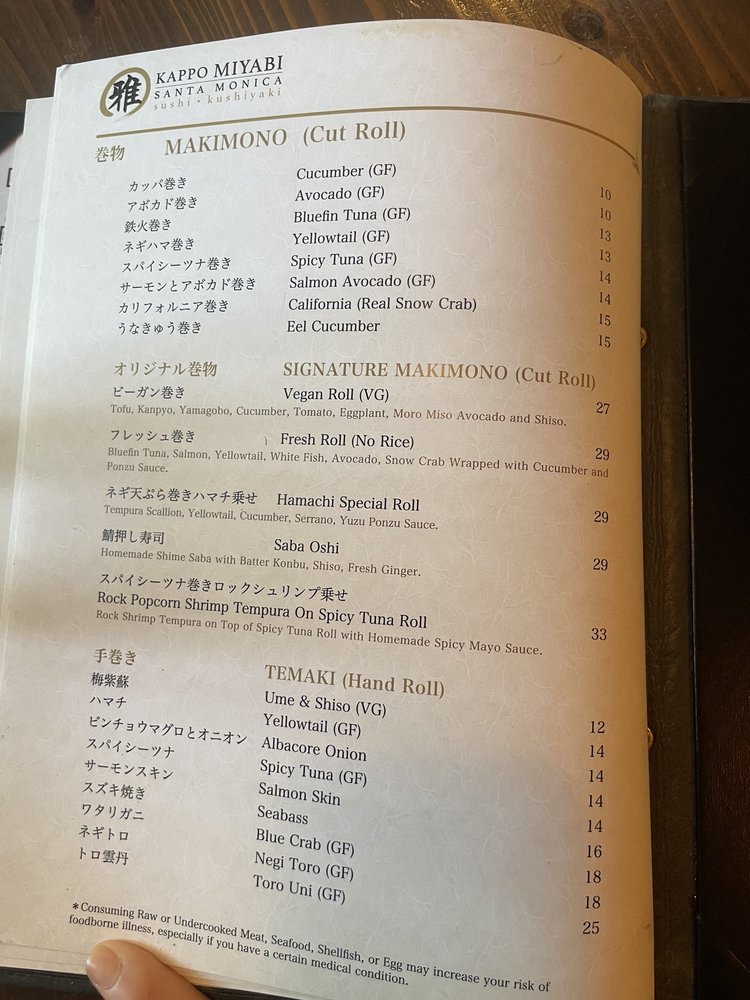 雅 KAPPO MIYABI
SANTA MONICA
sushi・kushiyaki
巻物 MAKIMONO (Cut Roll)
カッパ巻き Cucumber (GF) 10
アボカド巻き Avocado (GF) 10
鉄火巻き Bluefin Tuna (GF) 13
ネギハマ巻き Yellowtail (GF) 13
スパイシーツナ巻き Spicy Tuna (GF) 14
サーモンとアボカド巻き Salmon Avocado (GF) 14
カリフォルニア巻き California (Real Snow Crab) 15
うなきゅう巻き Eel Cucumber 15
オリジナル巻物 SIGNATURE MAKIMONO (Cut Roll)
ビーガン巻き Vegan Roll (VG) 27
Tofu, Kanpyo, Yamagobo, Cucumber, Tomato, Eggplant, Moro Miso Avocado and Shiso.
フレッシュ巻き Fresh Roll (No Rice) 29
Bluefin Tuna, Salmon, Yellowtail, White Fish, Avocado, Snow Crab Wrapped with Cucumber and
Ponzu Sauce.
ネギ天ぷら巻きハマチ乗せ Hamachi Special Roll 29
Tempura Scallion, Yellowtail, Cucumber, Serrano, Yuzu Ponzu Sauce.
鯖押し寿司 Saba Oshi 29
Homemade Shime Saba with Batter Konbu, Shiso, Fresh Ginger.
スパイシーツナ巻きロックシュリンプ乗せ
Rock Popcorn Shrimp Tempura On Spicy Tuna Roll 33
Rock Shrimp Tempura on Top of Spicy Tuna Roll with Homemade Spicy Mayo Sauce.
手巻き TEMAKI (Hand Roll)
梅紫蘇 Ume & Shiso (VG) 12
ハマチ Yellowtail (GF) 14
ビンチョウマグロとオニオン Albacore Onion 14
スパイシーツナ Spicy Tuna (GF) 14
サーモンスキン Salmon Skin 14
スズキ焼き Seabass 16
ワタリガニ Blue Crab (GF) 18
ネギトロ Negi Toro (GF) 18
トロ雲丹 Toro Uni (GF) 25
＊Consuming Raw or Undercooked Meat, Seafood, Shellfish, or Egg may increase your risk of
foodborne illness, especially if you have a certain medical condition.